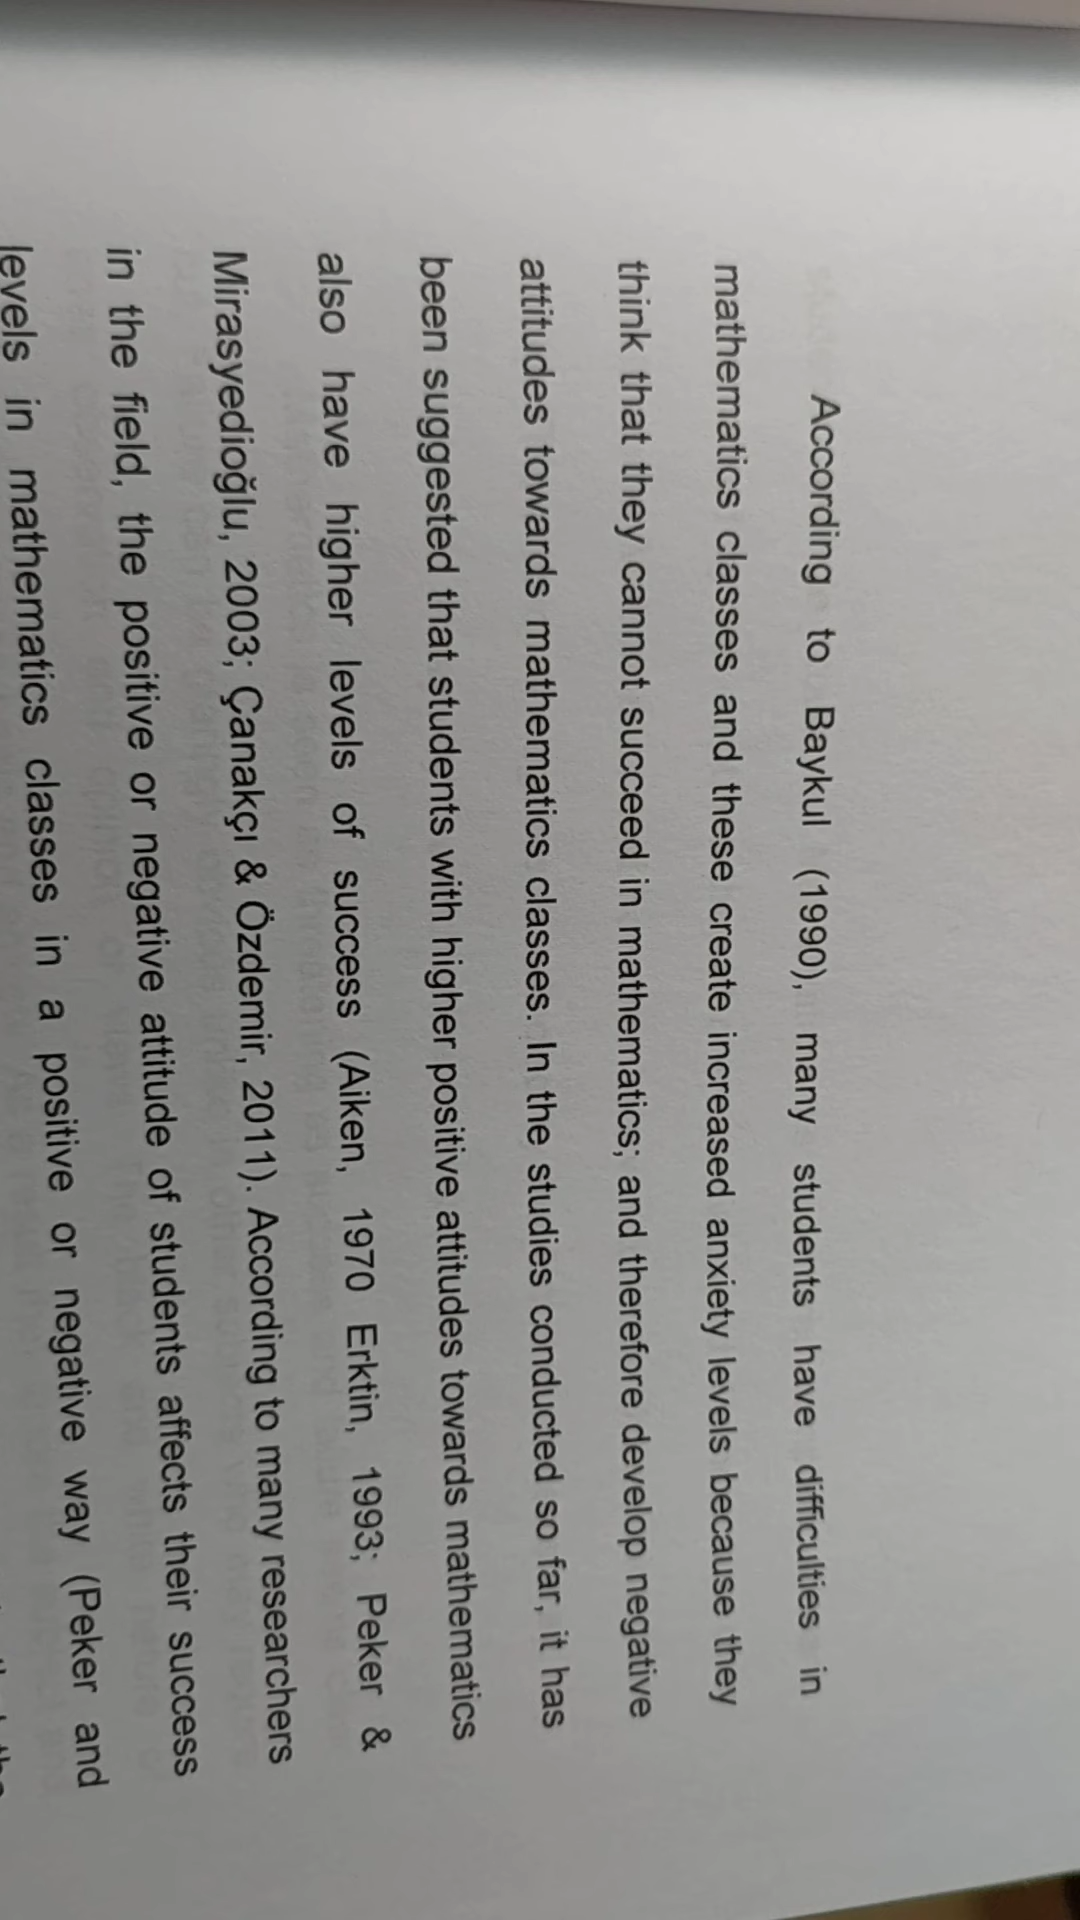 According to Baykul (1990), many students have difficulties in
mathematics classes and these create increased anxiety levels because they
think that they cannot succeed in mathematics; and therefore develop negative
attitudes towards mathematics classes. In the studies conducted so far, it has
been suggested that students with higher positive attitudes towards mathematics
also have higher levels of success (Aiken, 1970 Erktin, 1993; Peker &
Mirasyedioğlu, 2003; Çanakçı & Özdemir, 2011). According to many researchers
in the field, the positive or negative attitude of students affects their success
levels in mathematics classes in a positive or negative way (Peker and